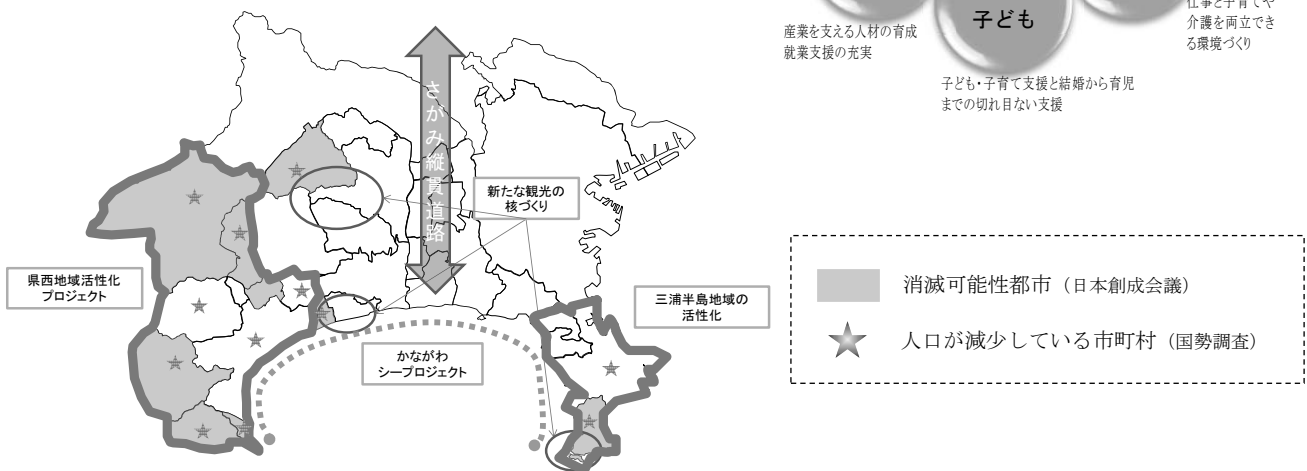 産業を支える人材の育成
就業支援の充実
子ども
仕事と子育てや
介護を両立でき
る環境づくり
子ども・子育て支援と結婚から育児
までの切れ目ない支援
さがみ縦貫道路
新たな観光の
核づくり
県西地域活性化
プロジェクト
三浦半島地域の
活性化
かながわ
シープロジェクト
消滅可能性都市（日本創成会議）
人口が減少している市町村（国勢調査）